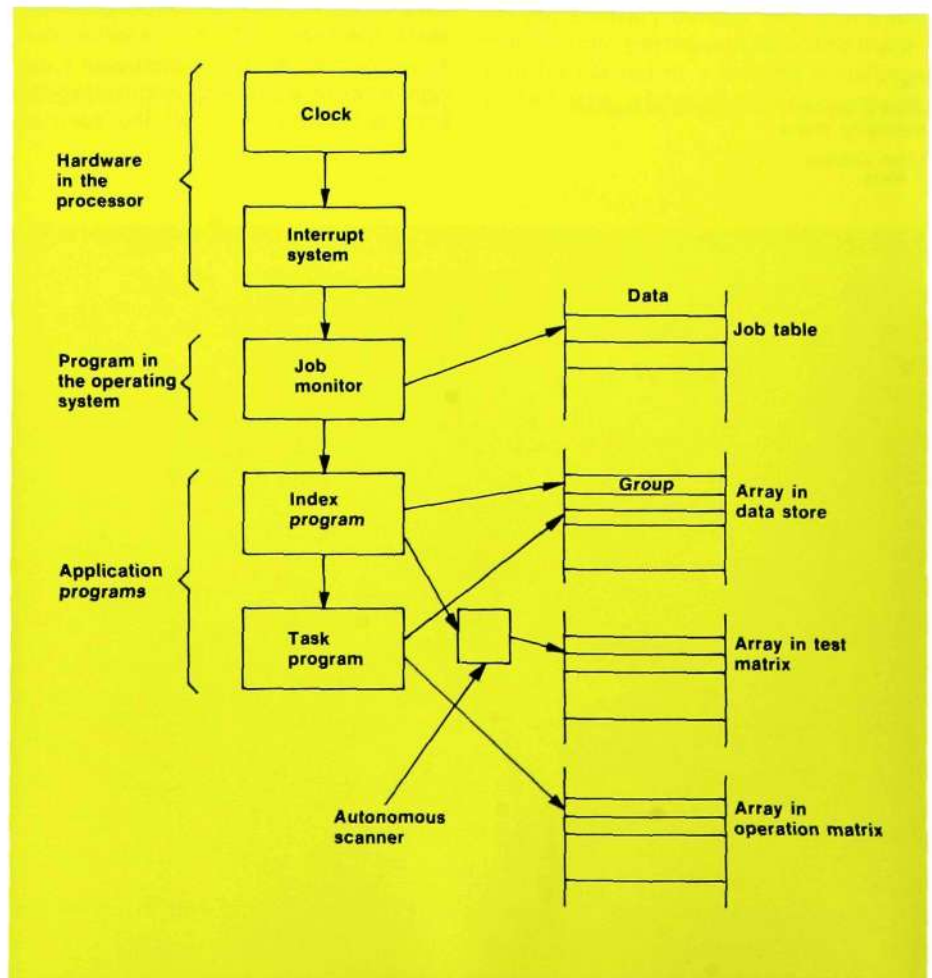 Clock
Hardware
in the
processor
Interrupt
system
Data
Job table
Program in
the operating
system
Job
monitor
Index
program
Group
Array in
data store
Application
programs
Task
program
Array in test
matrix
Autonomous
scanner
Array in
operation matrix